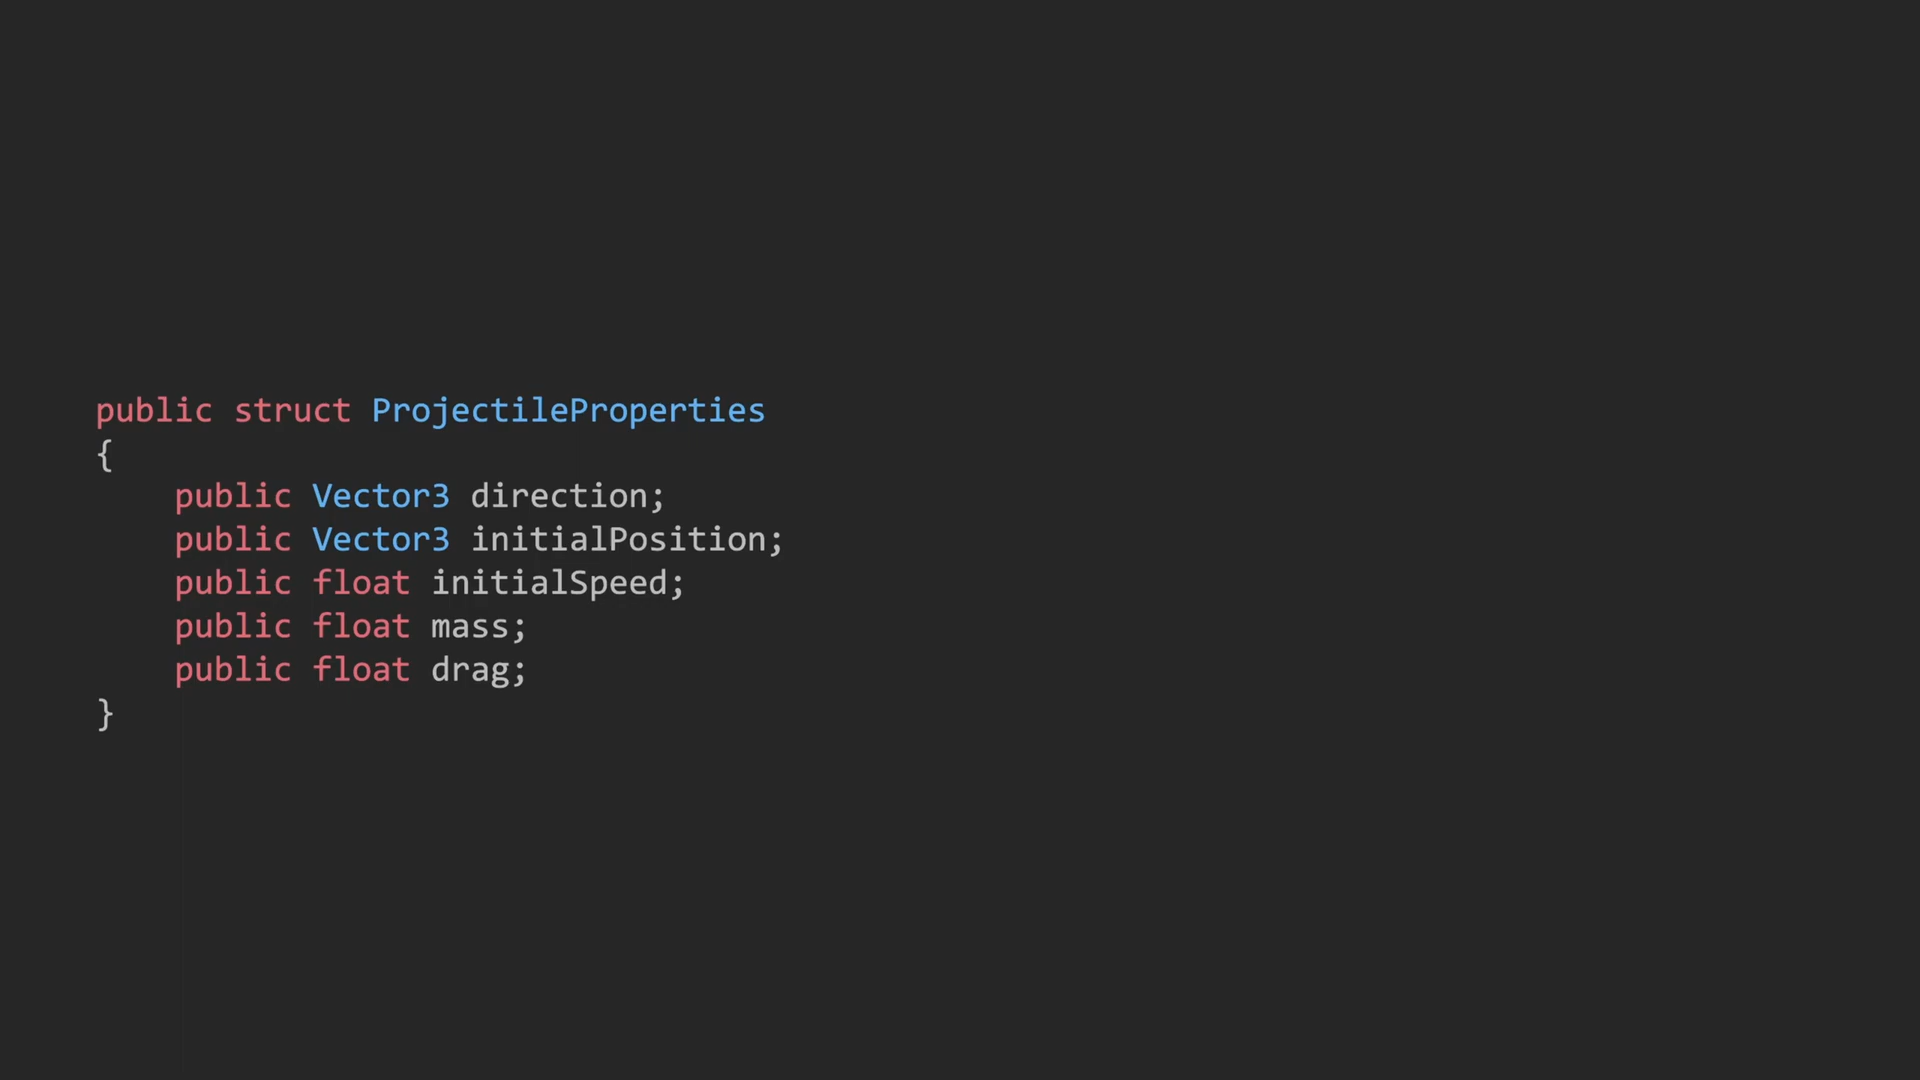 public struct ProjectileProperties
{
    public Vector3 direction;
    public Vector3 initialPosition;
    public float initialSpeed;
    public float mass;
    public float drag;
}